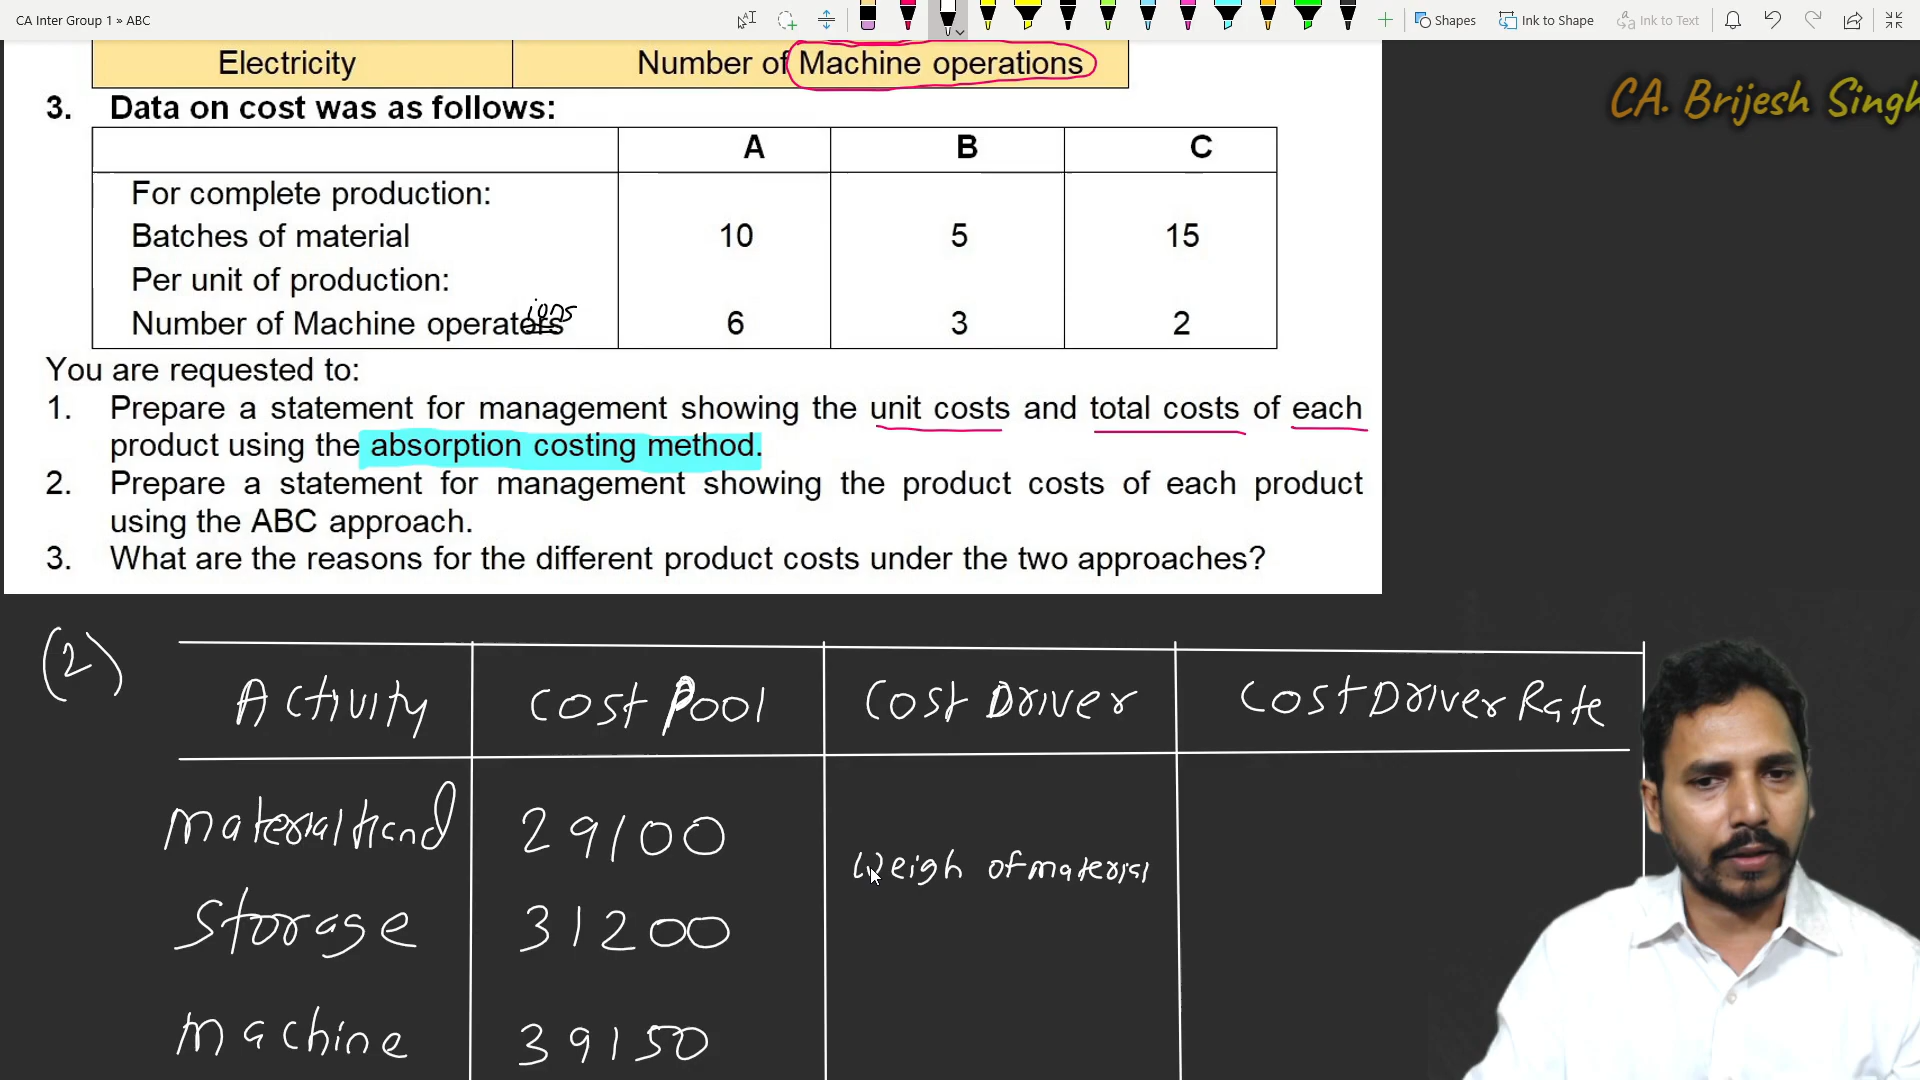 CA Inter Group 1 » ABC
Shapes
Ink to Shape
Ink to Text
Electricity Number of Machine operations
CA. Brijesh Singh
3. Data on cost was as follows:
A B C
For complete production:
Batches of material 10 5 15
Per unit of production:
ions
Number of Machine operators 6 3 2
You are requested to:
1. Prepare a statement for management showing the unit costs and total costs of each
product using the absorption costing method.
2. Prepare a statement for management showing the product costs of each product
using the ABC approach.
3. What are the reasons for the different product costs under the two approaches?
(2)
Activity Cost Pool Cost Driver Cost Driver Rate
Material Hand 29100 Weigh of material
Storage 31200
Machine 39150